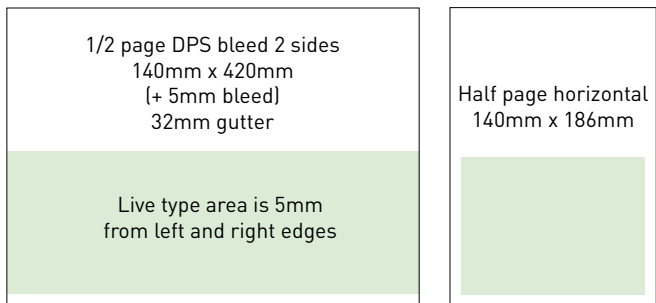 1/2 page DPS bleed 2 sides
140mm x 420mm
(+ 5mm bleed)
32mm gutter
Live type area is 5mm
from left and right edges
Half page horizontal
140mm x 186mm